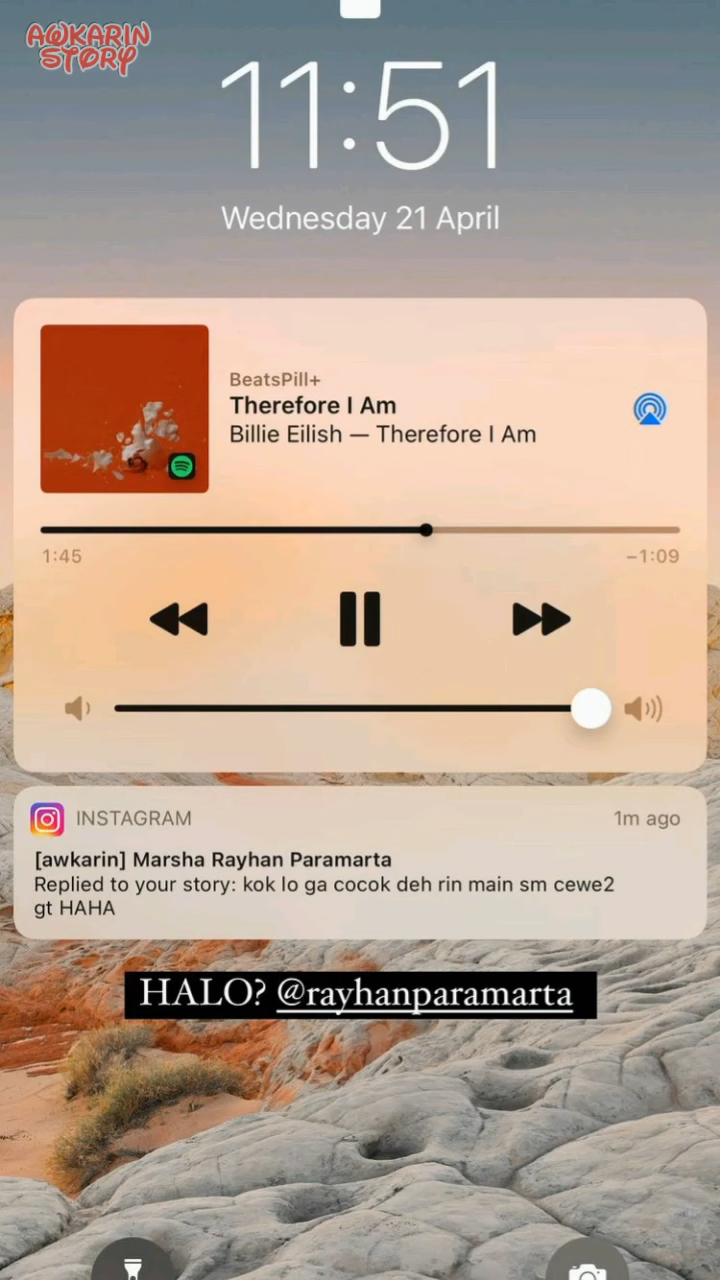 AWKARIN
STORY
11:51
Wednesday 21 April
BeatsPill+
Therefore I Am
Billie Eilish — Therefore I Am
1:45
−1:09
INSTAGRAM
1m ago
[awkarin] Marsha Rayhan Paramarta
Replied to your story: kok lo ga cocok deh rin main sm cewe2
gt HAHA
HALO? @rayhanparamarta